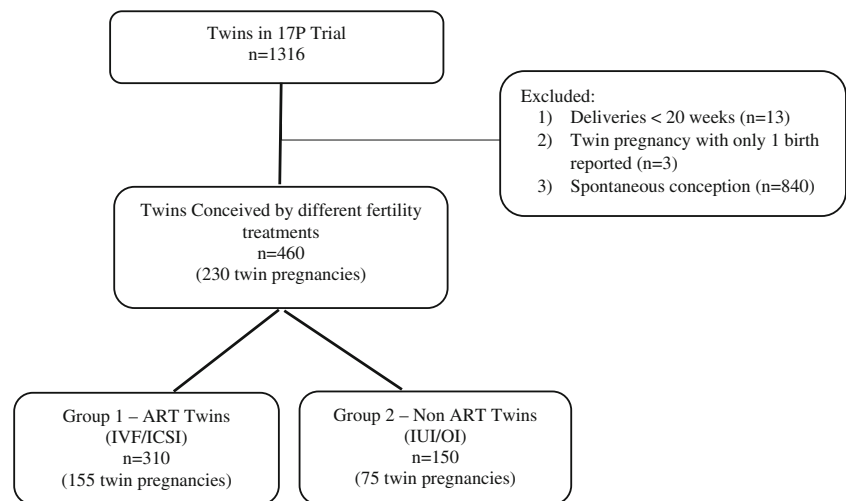 Twins in 17P Trial
n=1316
Excluded:
1) Deliveries < 20 weeks (n=13)
2) Twin pregnancy with only 1 birth
reported (n=3)
3) Spontaneous conception (n=840)
Twins Conceived by different fertility
treatments
n=460
(230 twin pregnancies)
Group 1 – ART Twins
(IVF/ICSI)
n=310
(155 twin pregnancies)
Group 2 – Non ART Twins
(IUI/OI)
n=150
(75 twin pregnancies)